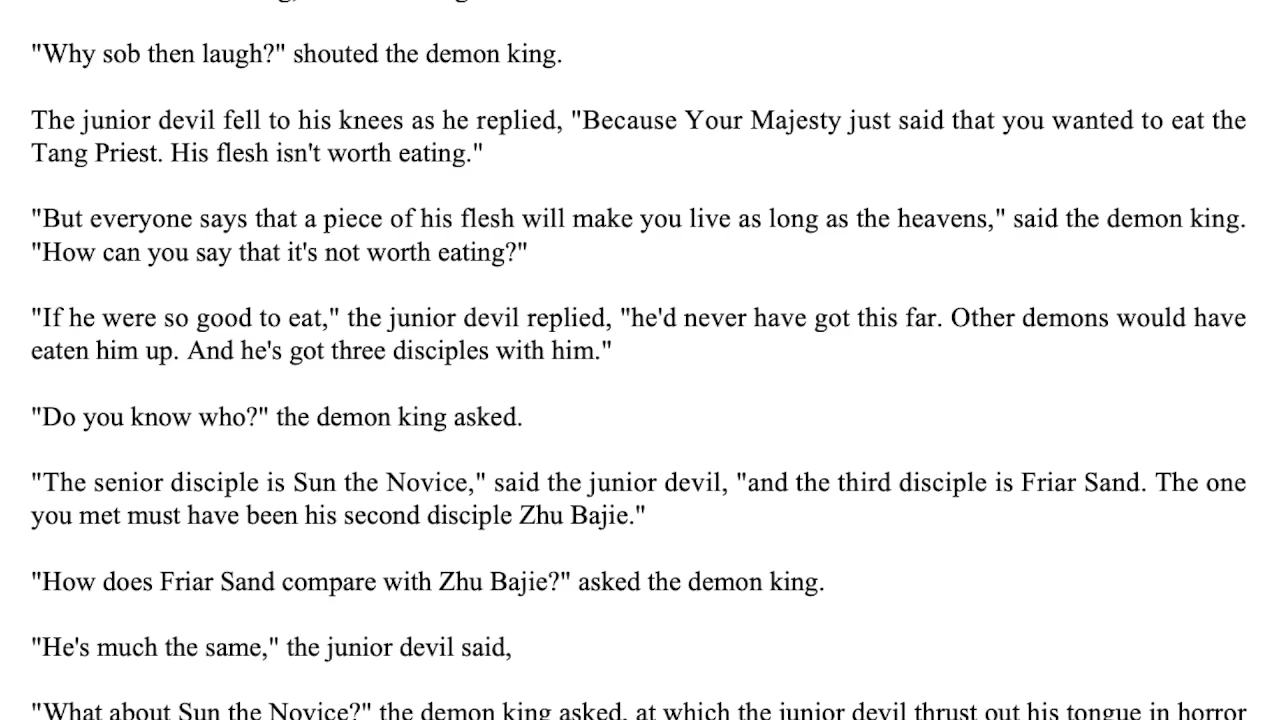 "Why sob then laugh?" shouted the demon king.
The junior devil fell to his knees as he replied, "Because Your Majesty just said that you wanted to eat the
Tang Priest. His flesh isn't worth eating."
"But everyone says that a piece of his flesh will make you live as long as the heavens," said the demon king.
"How can you say that it's not worth eating?"
"If he were so good to eat," the junior devil replied, "he'd never have got this far. Other demons would have
eaten him up. And he's got three disciples with him."
"Do you know who?" the demon king asked.
"The senior disciple is Sun the Novice," said the junior devil, "and the third disciple is Friar Sand. The one
you met must have been his second disciple Zhu Bajie."
"How does Friar Sand compare with Zhu Bajie?" asked the demon king.
"He's much the same," the junior devil said,
"What about Sun the Novice?" the demon king asked, at which the junior devil thrust out his tongue in horror